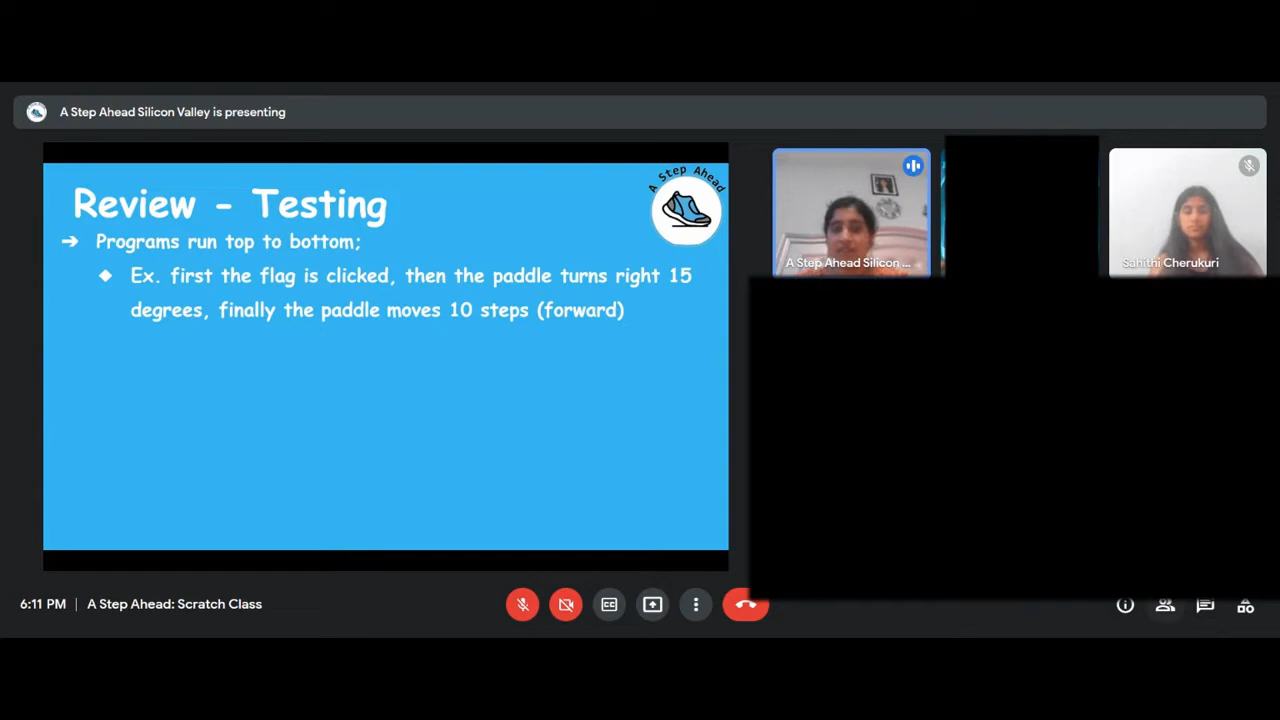 A Step Ahead Silicon Valley is presenting
Review - Testing
A Step Ahead
➔ Programs run top to bottom;
❖ Ex. first the flag is clicked, then the paddle turns right 15
degrees, finally the paddle moves 10 steps (forward)
A Step Ahead Silicon ...
Sahithi Cherukuri
6:11 PM | A Step Ahead: Scratch Class
CC